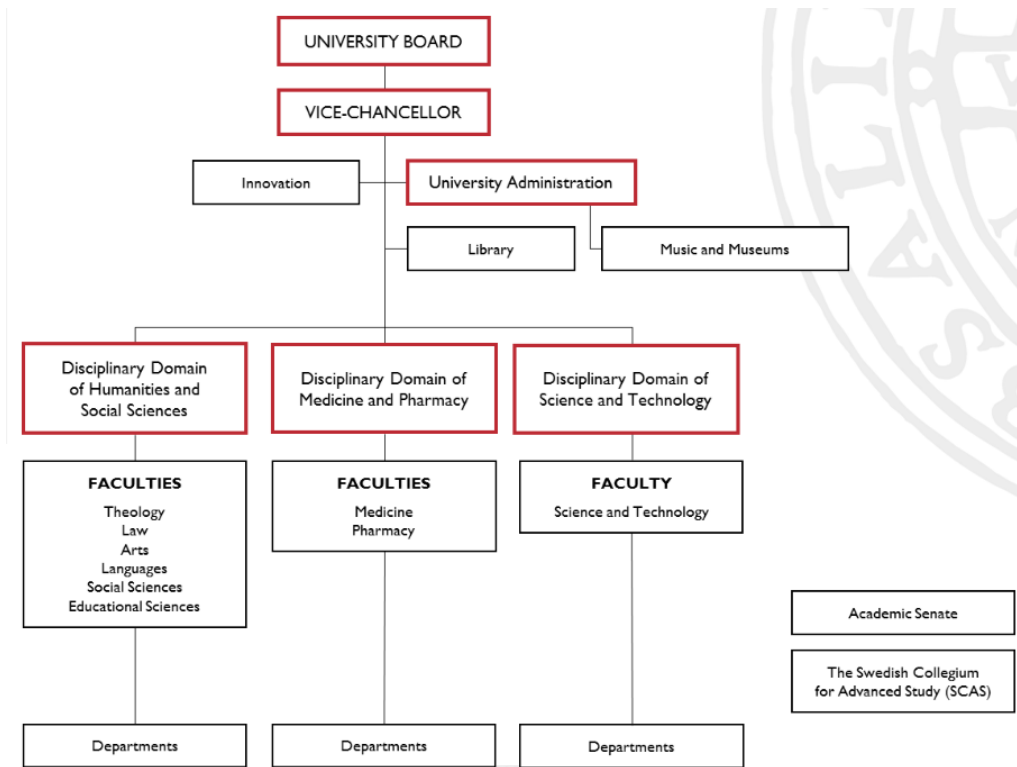 UNIVERSITY BOARD
VICE-CHANCELLOR
Innovation
University Administration
Library
Music and Museums
Disciplinary Domain
of Humanities and
Social Sciences
Disciplinary Domain of
Medicine and Pharmacy
Disciplinary Domain of
Science and Technology
FACULTIES
Theology
Law
Arts
Languages
Social Sciences
Educational Sciences
FACULTIES
Medicine
Pharmacy
FACULTY
Science and Technology
Academic Senate
The Swedish Collegium
for Advanced Study (SCAS)
Departments
Departments
Departments